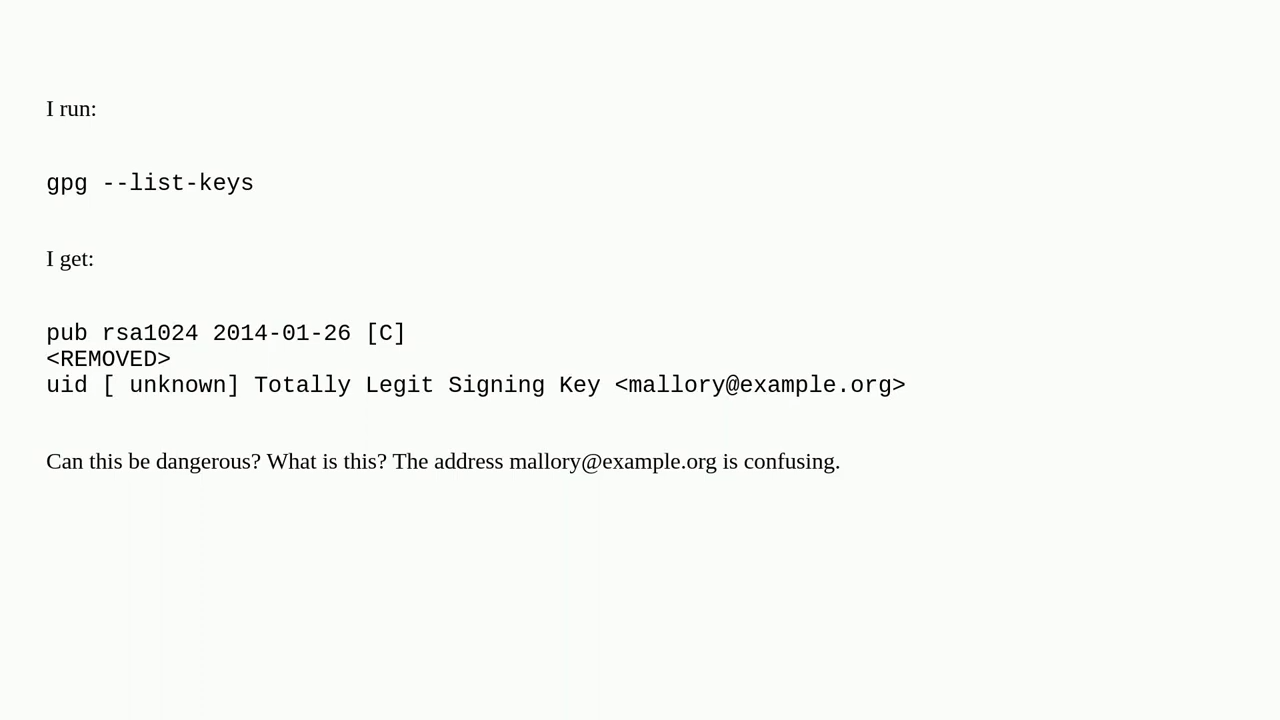 I run:
gpg --list-keys
I get:
pub rsa1024 2014-01-26 [C]
<REMOVED>
uid [ unknown] Totally Legit Signing Key <mallory@example.org>
Can this be dangerous? What is this? The address mallory@example.org is confusing.